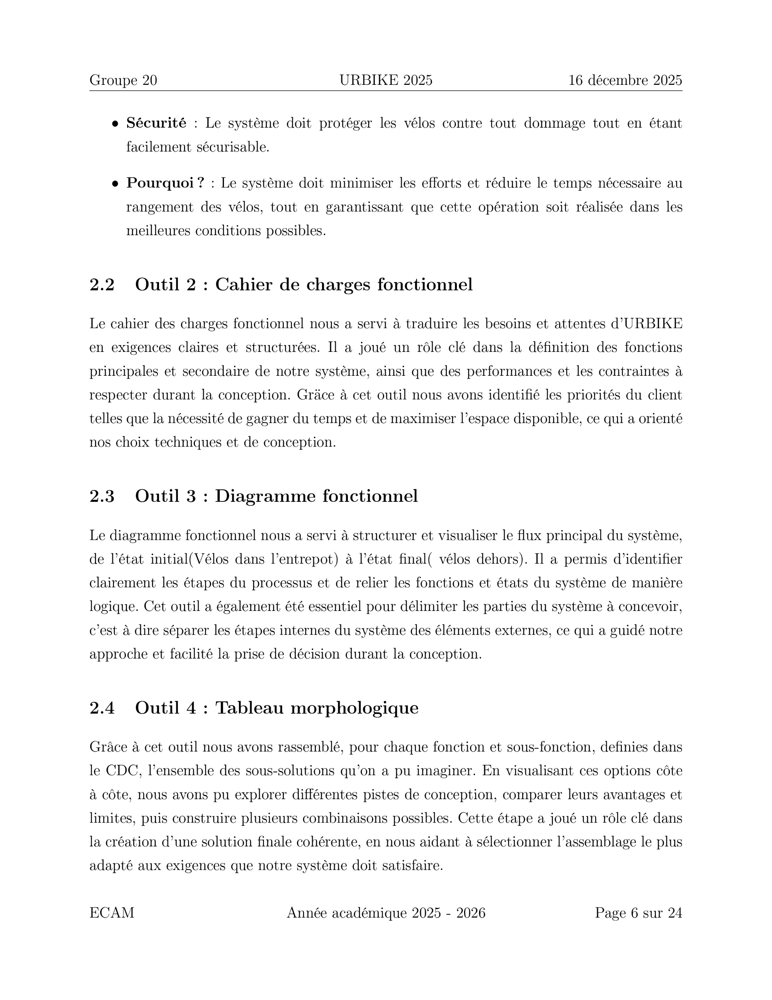 Groupe 20 URBIKE 2025 16 décembre 2025
• Sécurité : Le système doit protéger les vélos contre tout dommage tout en étant
facilement sécurisable.
• Pourquoi ? : Le système doit minimiser les efforts et réduire le temps nécessaire au
rangement des vélos, tout en garantissant que cette opération soit réalisée dans les
meilleures conditions possibles.
2.2 Outil 2 : Cahier de charges fonctionnel
Le cahier des charges fonctionnel nous a servi à traduire les besoins et attentes d'URBIKE
en exigences claires et structurées. Il a joué un rôle clé dans la définition des fonctions
principales et secondaire de notre système, ainsi que des performances et les contraintes à
respecter durant la conception. Gräce à cet outil nous avons identifié les priorités du client
telles que la nécessité de gagner du temps et de maximiser l'espace disponible, ce qui a orienté
nos choix techniques et de conception.
2.3 Outil 3 : Diagramme fonctionnel
Le diagramme fonctionnel nous a servi à structurer et visualiser le flux principal du système,
de l'état initial(Vélos dans l'entrepot) à l'état final( vélos dehors). Il a permis d'identifier
clairement les étapes du processus et de relier les fonctions et états du système de manière
logique. Cet outil a également été essentiel pour délimiter les parties du système à concevoir,
c'est à dire séparer les étapes internes du système des éléments externes, ce qui a guidé notre
approche et facilité la prise de décision durant la conception.
2.4 Outil 4 : Tableau morphologique
Grâce à cet outil nous avons rassemblé, pour chaque fonction et sous-fonction, definies dans
le CDC, l'ensemble des sous-solutions qu'on a pu imaginer. En visualisant ces options côte
à côte, nous avons pu explorer différentes pistes de conception, comparer leurs avantages et
limites, puis construire plusieurs combinaisons possibles. Cette étape a joué un rôle clé dans
la création d'une solution finale cohérente, en nous aidant à sélectionner l'assemblage le plus
adapté aux exigences que notre système doit satisfaire.
ECAM Année académique 2025 - 2026 Page 6 sur 24